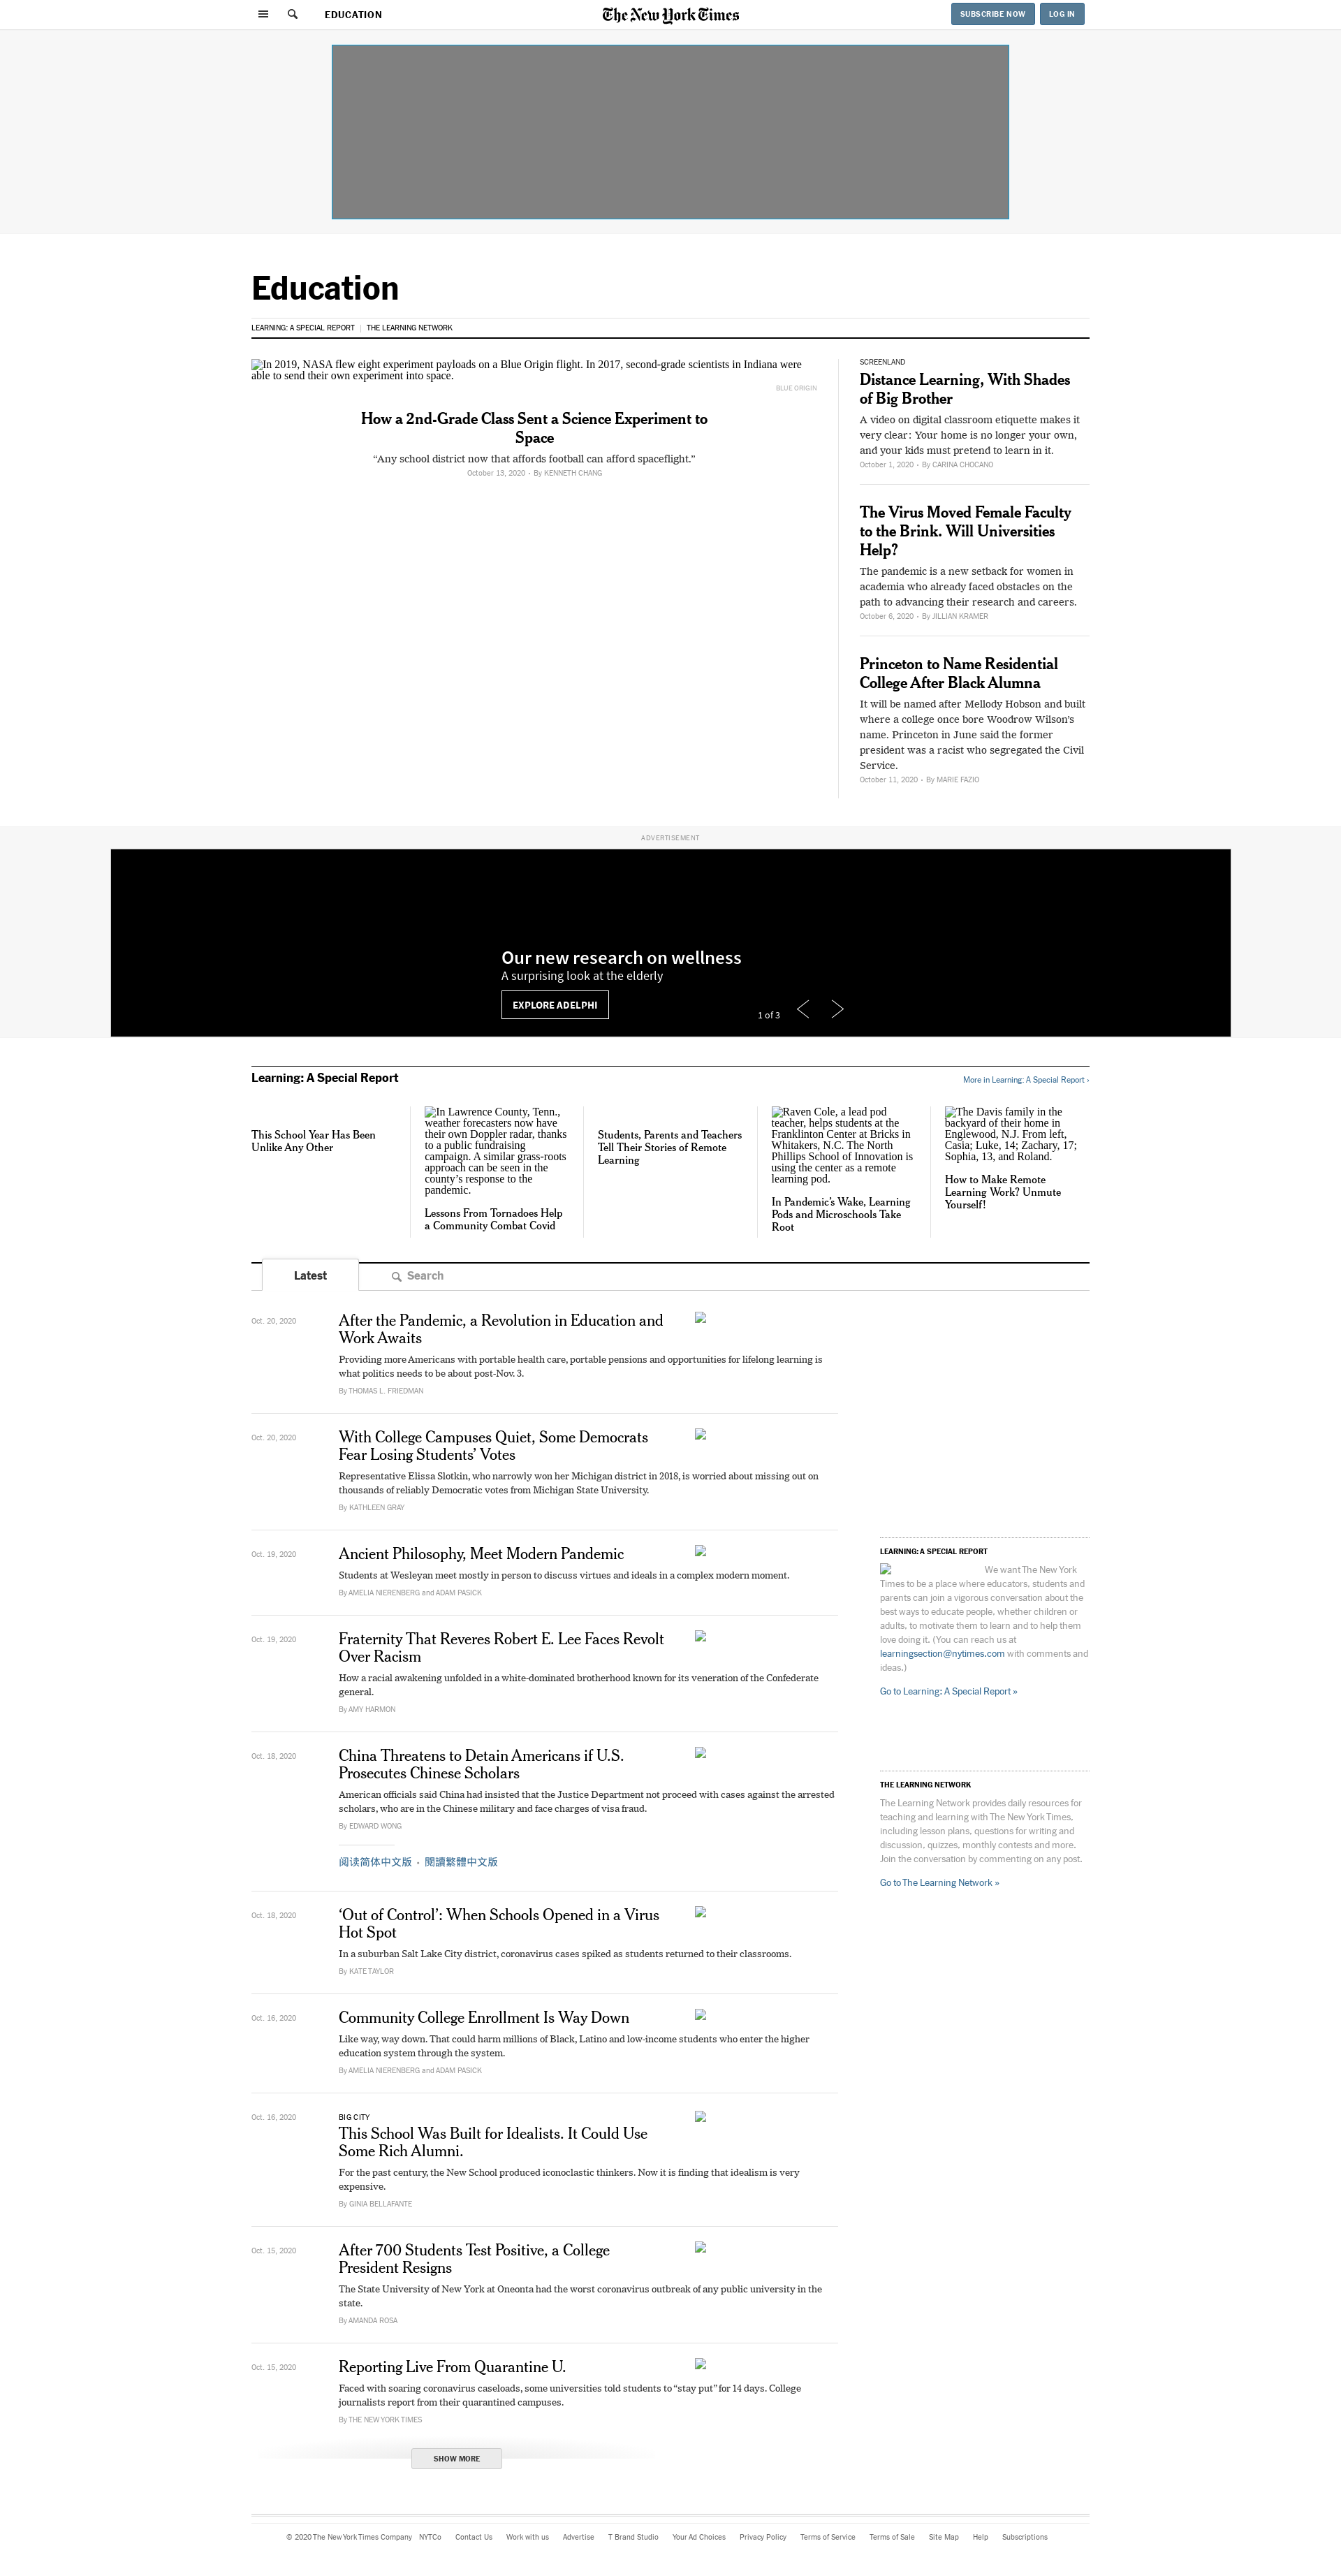 EDUCATION
The New York Times
SUBSCRIBE NOW
LOG IN
Education
LEARNING: A SPECIAL REPORT | THE LEARNING NETWORK
In 2019, NASA flew eight experiment payloads on a Blue Origin flight. In 2017, second-grade scientists in Indiana were
able to send their own experiment into space.
BLUE ORIGIN
How a 2nd-Grade Class Sent a Science Experiment to
Space
“Any school district now that affords football can afford spaceflight.”
October 13, 2020 • By KENNETH CHANG
SCREENLAND
Distance Learning, With Shades
of Big Brother
A video on digital classroom etiquette makes it
very clear: Your home is no longer your own,
and your kids must pretend to learn in it.
October 1, 2020 • By CARINA CHOCANO
The Virus Moved Female Faculty
to the Brink. Will Universities
Help?
The pandemic is a new setback for women in
academia who already faced obstacles on the
path to advancing their research and careers.
October 6, 2020 • By JILLIAN KRAMER
Princeton to Name Residential
College After Black Alumna
It will be named after Mellody Hobson and built
where a college once bore Woodrow Wilson’s
name. Princeton in June said the former
president was a racist who segregated the Civil
Service.
October 11, 2020 • By MARIE FAZIO
ADVERTISEMENT
Our new research on wellness
A surprising look at the elderly
EXPLORE ADELPHI
1 of 3
Learning: A Special Report
More in Learning: A Special Report ›
This School Year Has Been
Unlike Any Other
In Lawrence County, Tenn.,
weather forecasters now have
their own Doppler radar, thanks
to a public fundraising
campaign. A similar grass-roots
approach can be seen in the
county’s response to the
pandemic.
Lessons From Tornadoes Help
a Community Combat Covid
Students, Parents and Teachers
Tell Their Stories of Remote
Learning
Raven Cole, a lead pod
teacher, helps students at the
Franklinton Center at Bricks in
Whitakers, N.C. The North
Phillips School of Innovation is
using the center as a remote
learning pod.
In Pandemic’s Wake, Learning
Pods and Microschools Take
Root
The Davis family in the
backyard of their home in
Englewood, N.J. From left,
Casia; Luke, 14; Zachary, 17;
Sophia, 13, and Roland.
How to Make Remote
Learning Work? Unmute
Yourself!
Latest
Search
Oct. 20, 2020
After the Pandemic, a Revolution in Education and
Work Awaits
Providing more Americans with portable health care, portable pensions and opportunities for lifelong learning is
what politics needs to be about post-Nov. 3.
By THOMAS L. FRIEDMAN
Oct. 20, 2020
With College Campuses Quiet, Some Democrats
Fear Losing Students’ Votes
Representative Elissa Slotkin, who narrowly won her Michigan district in 2018, is worried about missing out on
thousands of reliably Democratic votes from Michigan State University.
By KATHLEEN GRAY
Oct. 19, 2020
Ancient Philosophy, Meet Modern Pandemic
Students at Wesleyan meet mostly in person to discuss virtues and ideals in a complex modern moment.
By AMELIA NIERENBERG and ADAM PASICK
Oct. 19, 2020
Fraternity That Reveres Robert E. Lee Faces Revolt
Over Racism
How a racial awakening unfolded in a white-dominated brotherhood known for its veneration of the Confederate
general.
By AMY HARMON
Oct. 18, 2020
China Threatens to Detain Americans if U.S.
Prosecutes Chinese Scholars
American officials said China had insisted that the Justice Department not proceed with cases against the arrested
scholars, who are in the Chinese military and face charges of visa fraud.
By EDWARD WONG
阅读简体中文版 • 閱讀繁體中文版
Oct. 18, 2020
‘Out of Control’: When Schools Opened in a Virus
Hot Spot
In a suburban Salt Lake City district, coronavirus cases spiked as students returned to their classrooms.
By KATE TAYLOR
Oct. 16, 2020
Community College Enrollment Is Way Down
Like way, way down. That could harm millions of Black, Latino and low-income students who enter the higher
education system through the system.
By AMELIA NIERENBERG and ADAM PASICK
Oct. 16, 2020
BIG CITY
This School Was Built for Idealists. It Could Use
Some Rich Alumni.
For the past century, the New School produced iconoclastic thinkers. Now it is finding that idealism is very
expensive.
By GINIA BELLAFANTE
Oct. 15, 2020
After 700 Students Test Positive, a College
President Resigns
The State University of New York at Oneonta had the worst coronavirus outbreak of any public university in the
state.
By AMANDA ROSA
Oct. 15, 2020
Reporting Live From Quarantine U.
Faced with soaring coronavirus caseloads, some universities told students to “stay put” for 14 days. College
journalists report from their quarantined campuses.
By THE NEW YORK TIMES
SHOW MORE
LEARNING: A SPECIAL REPORT
We want The New York
Times to be a place where educators, students and
parents can join a vigorous conversation about the
best ways to educate people, whether children or
adults, to motivate them to learn and to help them
love doing it. (You can reach us at
learningsection@nytimes.com with comments and
ideas.)
Go to Learning: A Special Report »
THE LEARNING NETWORK
The Learning Network provides daily resources for
teaching and learning with The New York Times,
including lesson plans, questions for writing and
discussion, quizzes, monthly contests and more.
Join the conversation by commenting on any post.
Go to The Learning Network »
© 2020 The New York Times Company NYTCo Contact Us Work with us Advertise T Brand Studio Your Ad Choices Privacy Policy Terms of Service Terms of Sale Site Map Help Subscriptions